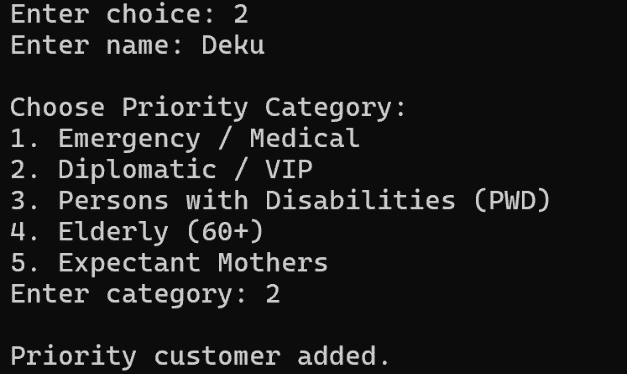 Enter choice: 2
Enter name: Deku
Choose Priority Category:
1. Emergency / Medical
2. Diplomatic / VIP
3. Persons with Disabilities (PWD)
4. Elderly (60+)
5. Expectant Mothers
Enter category: 2
Priority customer added.